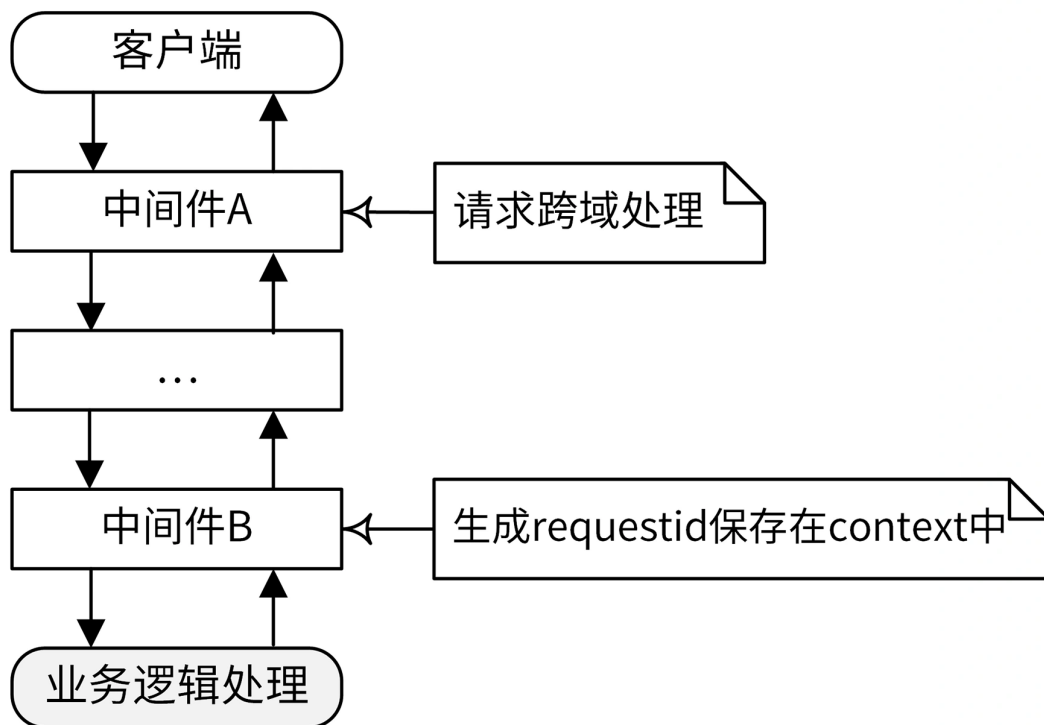 客户端
中间件A
请求跨域处理
...
中间件B
生成requestid保存在context中
业务逻辑处理